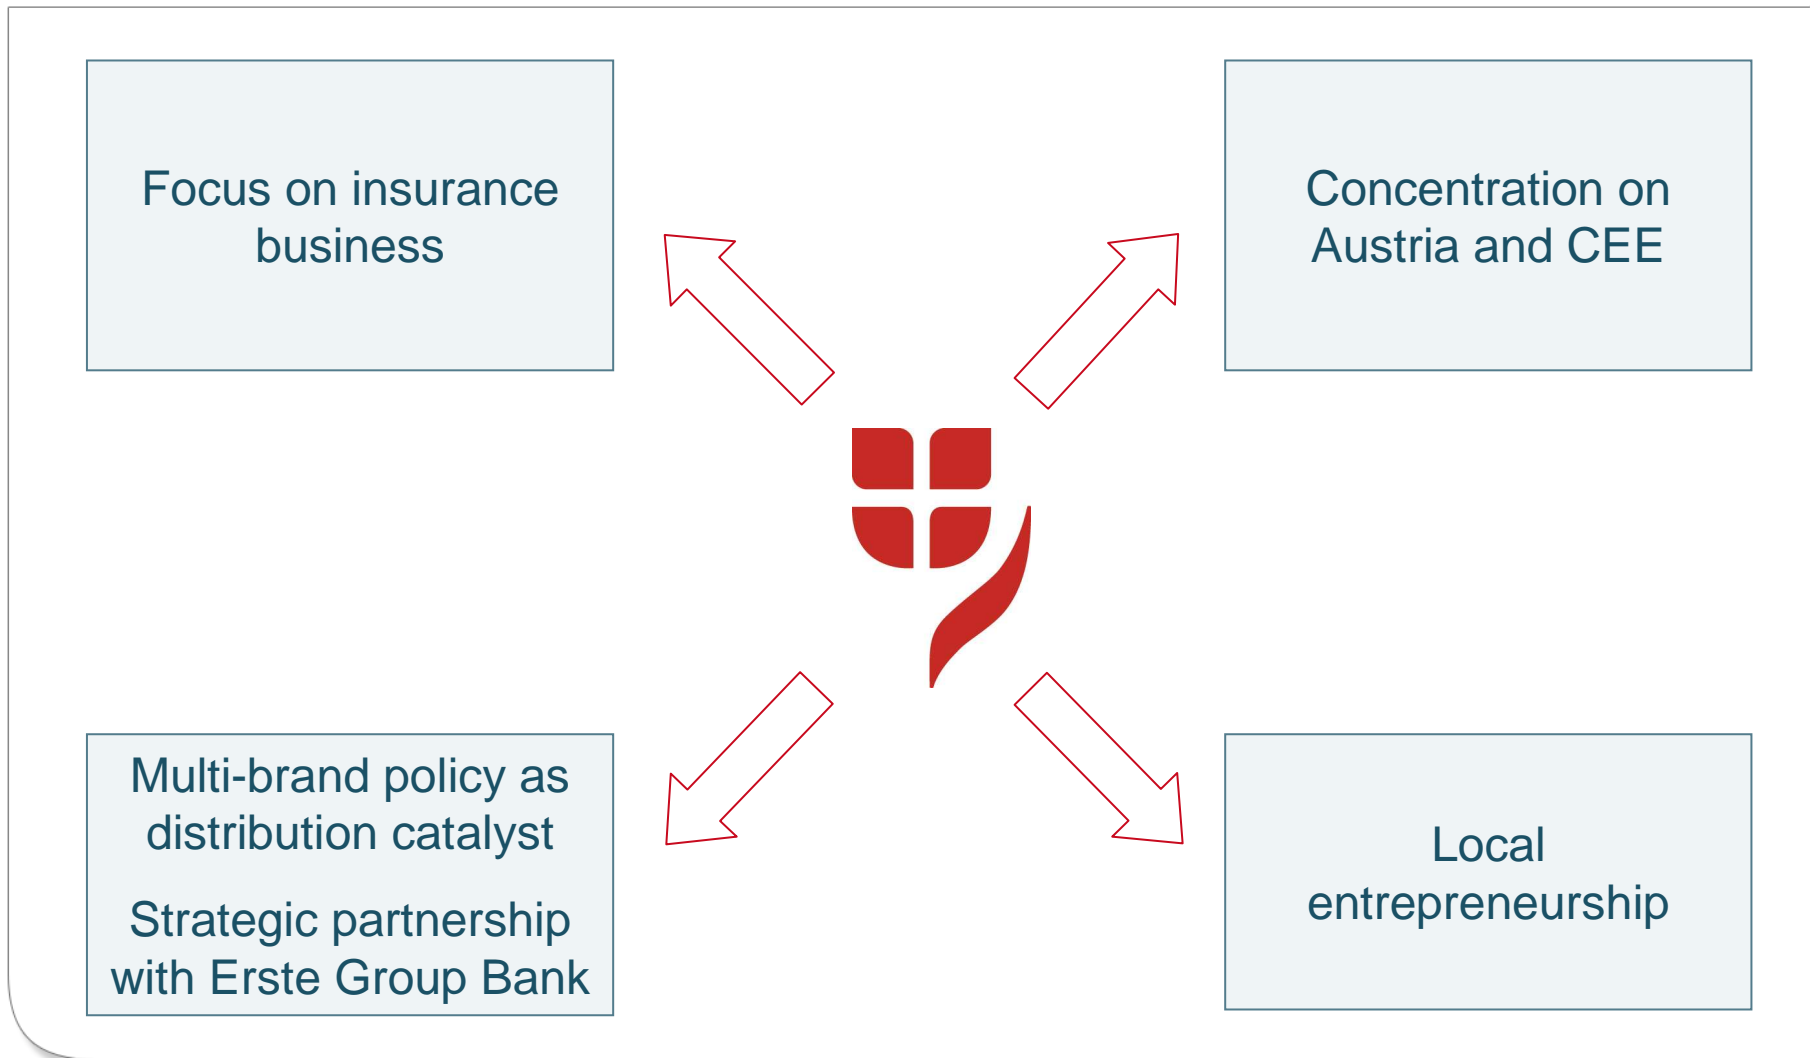 Focus on insurance
business
Concentration on
Austria and CEE
Multi-brand policy as
distribution catalyst
Strategic partnership
with Erste Group Bank
Local
entrepreneurship